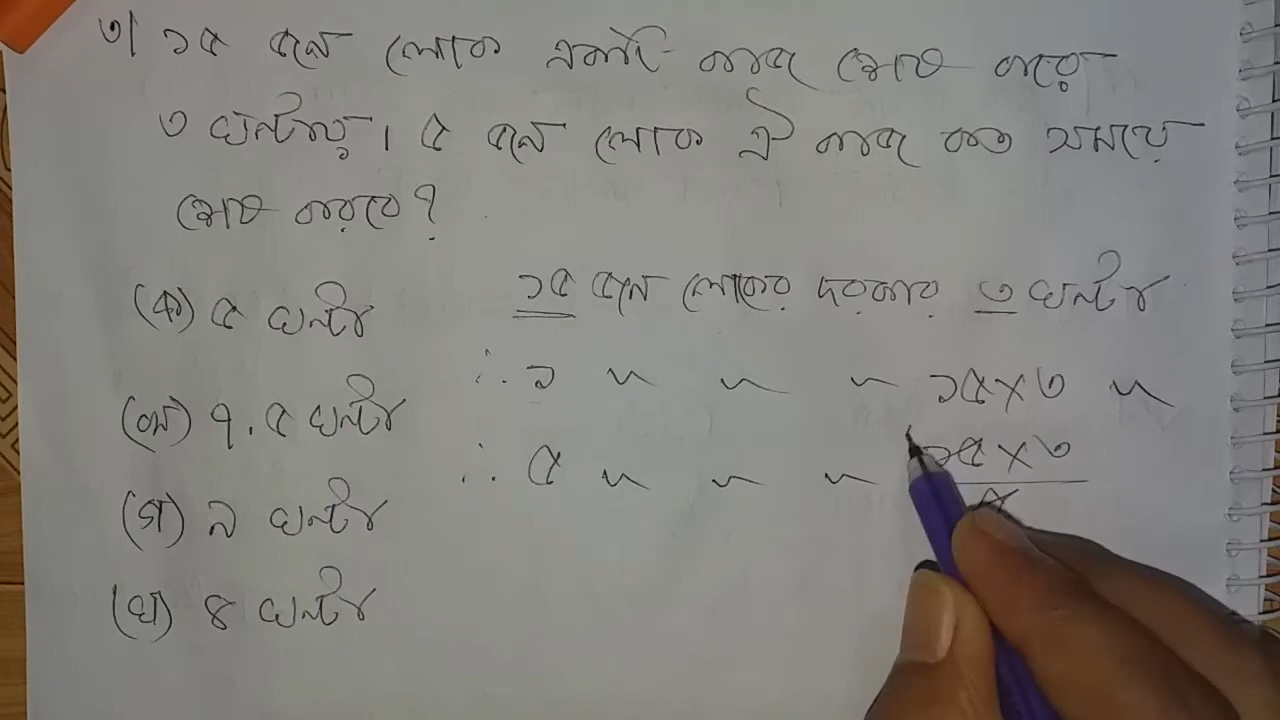 ৩। ১৫ জন লোক একটি কাজ শেষ করে
৩ ঘন্টায়। ৫ জন লোক ঐ কাজ কত সময়ে
শেষ করবে?
(ক) ৫ ঘন্টা
(খ) ৭.৫ ঘন্টা
(গ) ৯ ঘন্টা
(ঘ) ৪ ঘন্টা
১৫ জন লোকের দরকার ৩ ঘন্টা
∴ ১ " " " ১৫×৩ "
∴ ৫ " " " ১৫×৩
৫